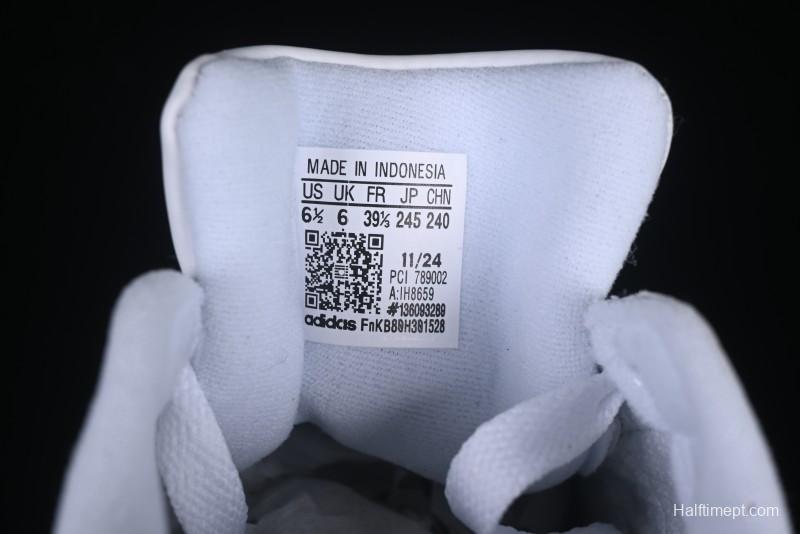 MADE IN INDONESIA
US UK FR JP CHN
6½ 6 39⅓ 245 240
11/24
PCI 789002
A:IH8659
#136093289
adidas FnKB80H301528
Halftimept.com